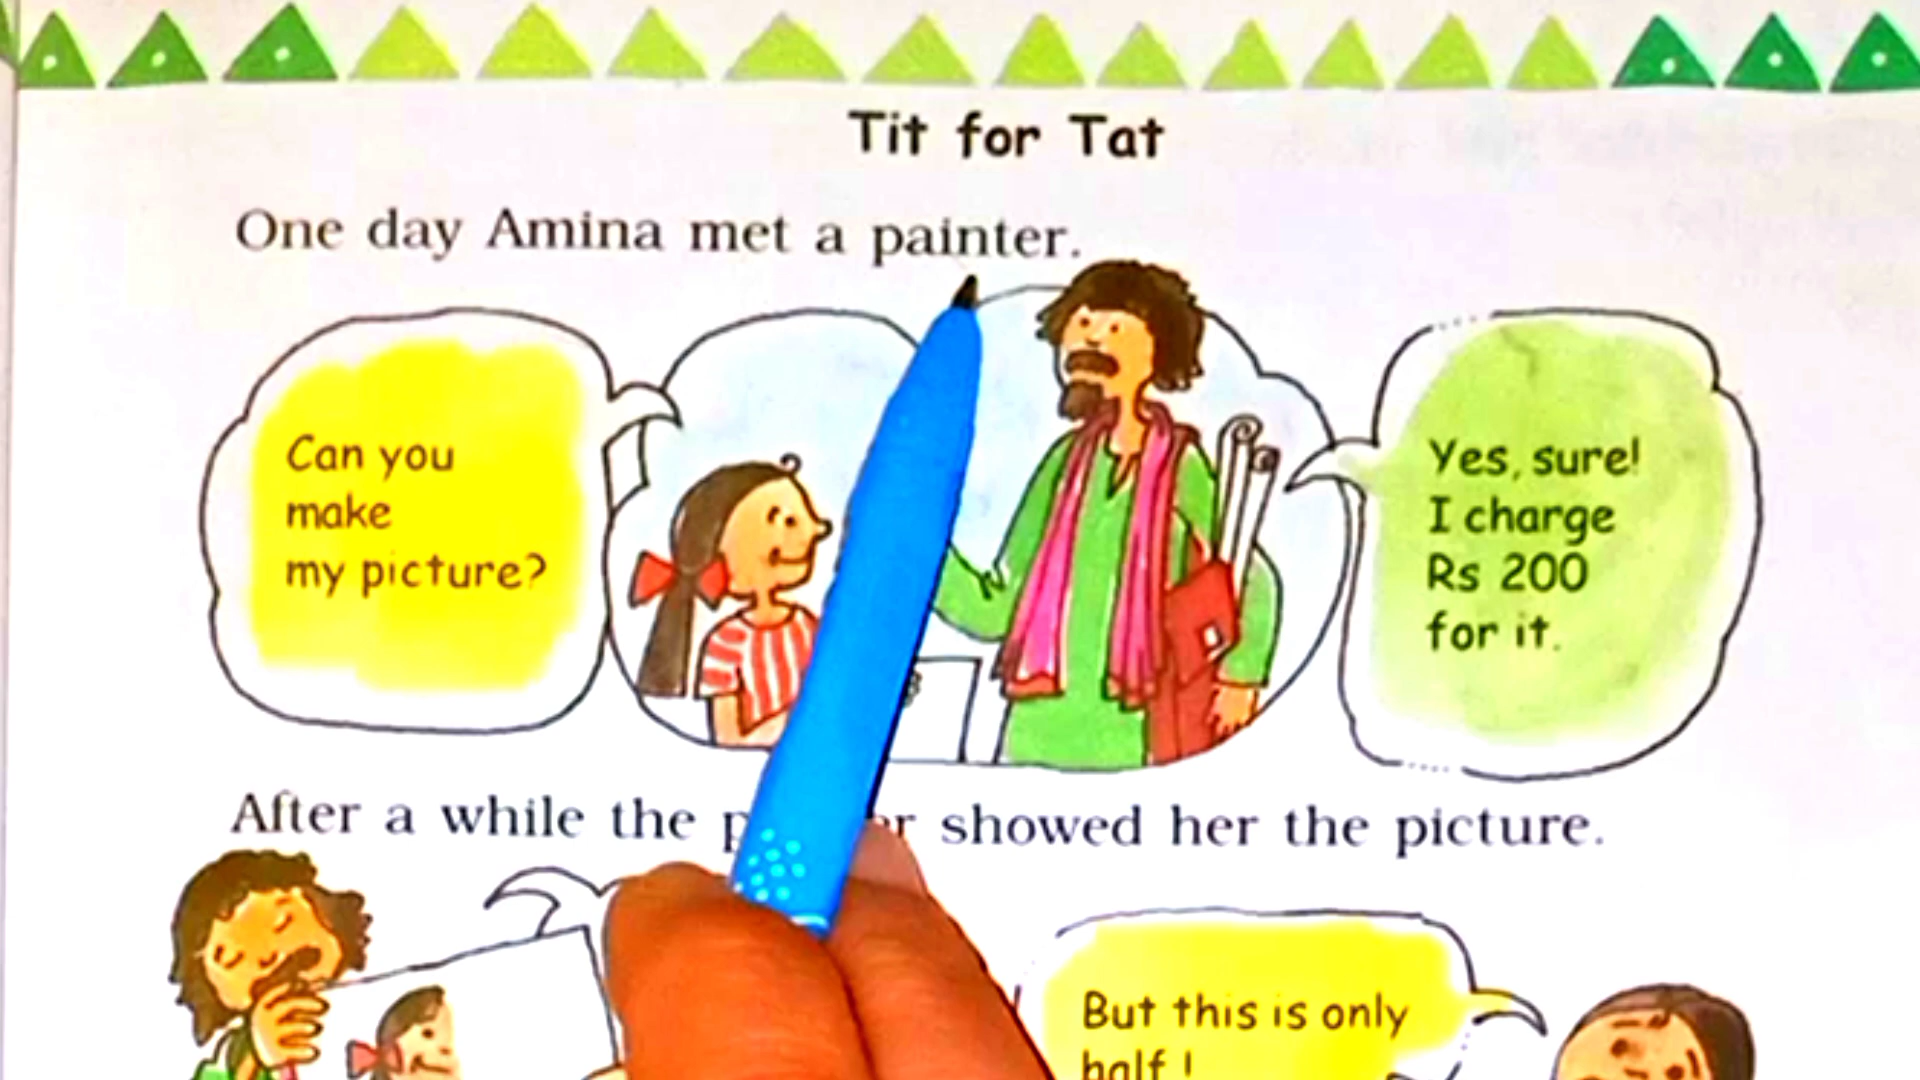 Tit for Tat
One day Amina met a painter.
Can you
make
my picture?
Yes, sure!
I charge
Rs 200
for it.
After a while the showed her the picture.
But this is only
half !